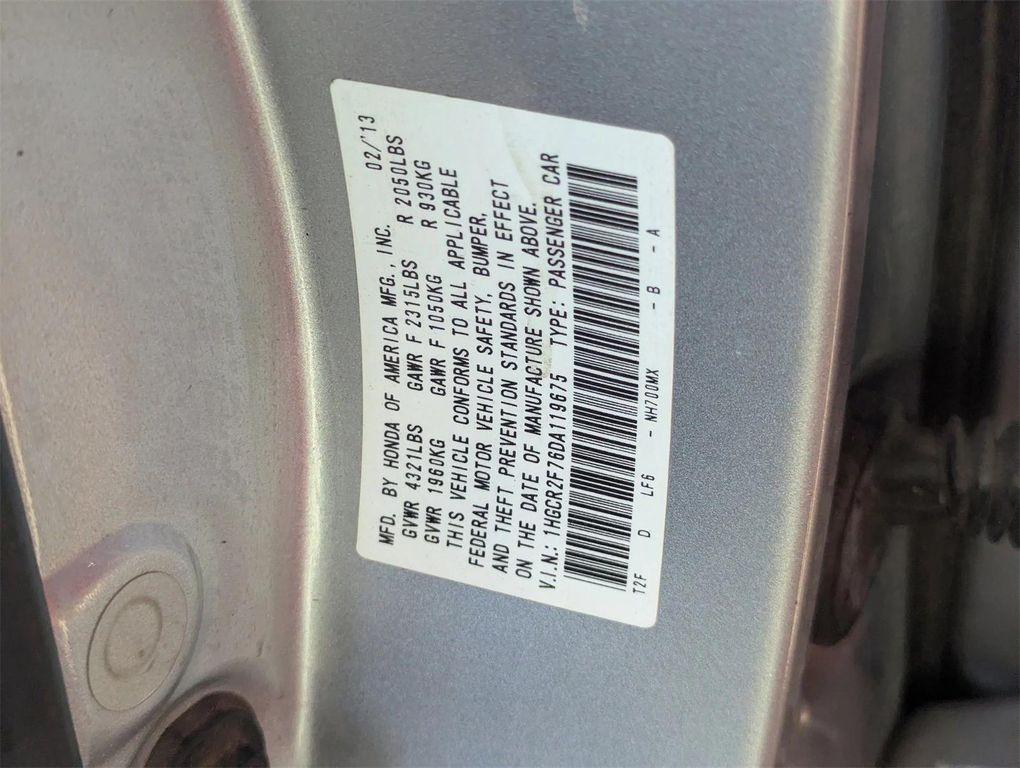 MFD. BY HONDA OF AMERICA MFG., INC. 02/'13
GVWR 4321LBS GAWR F 2315LBS R 2050LBS
GVWR 1960KG GAWR F 1050KG R 930KG
THIS VEHICLE CONFORMS TO ALL APPLICABLE
FEDERAL MOTOR VEHICLE SAFETY, BUMPER,
AND THEFT PREVENTION STANDARDS IN EFFECT
ON THE DATE OF MANUFACTURE SHOWN ABOVE.
V.I.N.: 1HGCR2F76DA119675 TYPE: PASSENGER CAR
T2F D LF6 - NH700MX - B - A